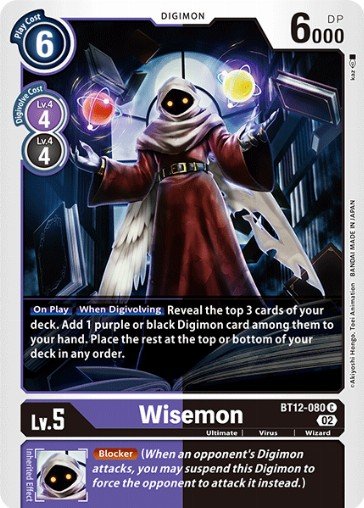 Play Cost
6
DIGIMON
DP
6000
Digivolve Cost
Lv.4
4
Lv.4
4
kaz
©Akiyoshi Hongo, Toei Animation BANDAI MADE IN JAPAN
On Play When Digivolving Reveal the top 3 cards of your
deck. Add 1 purple or black Digimon card among them to
your hand. Place the rest at the top or bottom of your
deck in any order.
BT12-080 C
Lv.5
Wisemon
02
Ultimate Virus Wizard
Inherited Effect
Blocker (When an opponent's Digimon
attacks, you may suspend this Digimon to
force the opponent to attack it instead.)